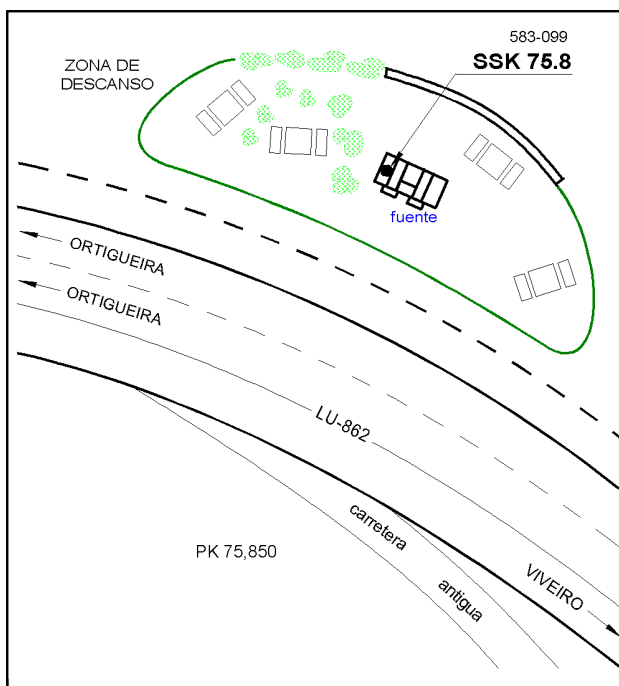 583-099
SSK 75.8
ZONA DE
DESCANSO
fuente
ORTIGUEIRA
ORTIGUEIRA
LU-862
carretera
antigua
PK 75,850
VIVEIRO